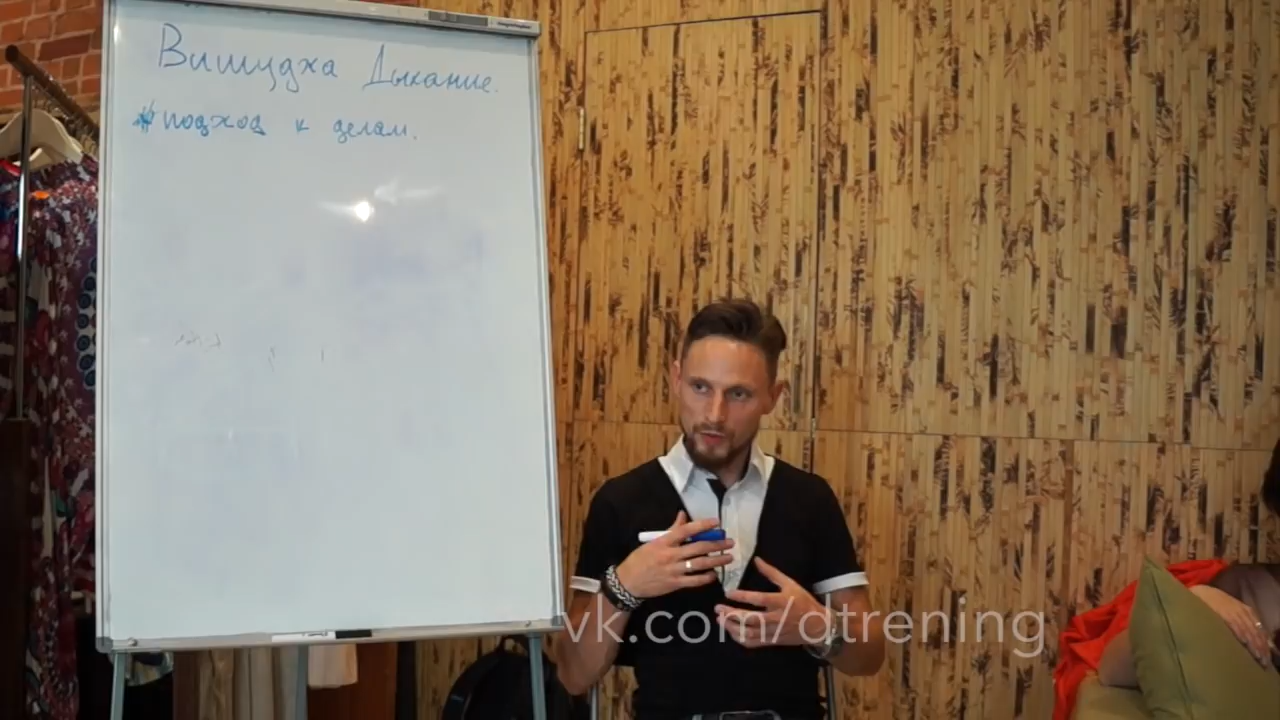 Вишудха Дыхание.
*подход к делам.
vk.com/dtrening